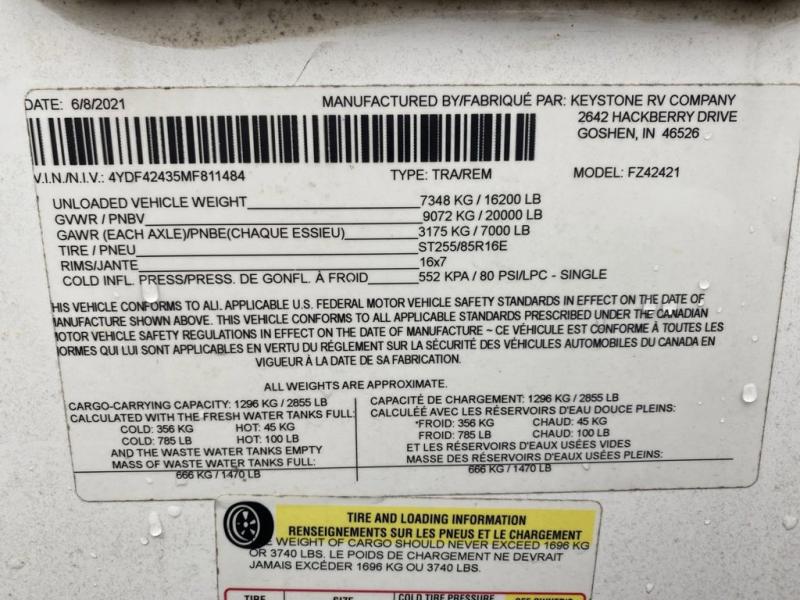 DATE: 6/8/2021
MANUFACTURED BY/FABRIQUÉ PAR: KEYSTONE RV COMPANY
2642 HACKBERRY DRIVE
GOSHEN, IN 46526
V.I.N./N.I.V.: 4YDF42435MF811484 TYPE: TRA/REM MODEL: FZ42421
UNLOADED VEHICLE WEIGHT 7348 KG / 16200 LB
GVWR / PNBV 9072 KG / 20000 LB
GAWR (EACH AXLE)/PNBE(CHAQUE ESSIEU) 3175 KG / 7000 LB
TIRE / PNEU ST255/85R16E
RIMS/JANTE 16x7
COLD INFL. PRESS/PRESS. DE GONFL. À FROID 552 KPA / 80 PSI/LPC - SINGLE
HIS VEHICLE CONFORMS TO ALL APPLICABLE U.S. FEDERAL MOTOR VEHICLE SAFETY STANDARDS IN EFFECT ON THE DATE OF
MANUFACTURE SHOWN ABOVE. THIS VEHICLE CONFORMS TO ALL APPLICABLE STANDARDS PRESCRIBED UNDER THE CANADIAN
MOTOR VEHICLE SAFETY REGULATIONS IN EFFECT ON THE DATE OF MANUFACTURE ~ CE VÉHICULE EST CONFORME À TOUTES LES
NORMES QUI LUI SONT APPLICABLES EN VERTU DU RÉGLEMENT SUR LA SÉCURITÉ DES VÉHICULES AUTOMOBILES DU CANADA EN
VIGUEUR À LA DATE DE SA FABRICATION.
ALL WEIGHTS ARE APPROXIMATE.
CARGO-CARRYING CAPACITY: 1296 KG / 2855 LB
CALCULATED WITH THE FRESH WATER TANKS FULL:
COLD: 356 KG HOT: 45 KG
COLD: 785 LB HOT: 100 LB
AND THE WASTE WATER TANKS EMPTY
MASS OF WASTE WATER TANKS FULL:
666 KG / 1470 LB
CAPACITÉ DE CHARGEMENT: 1296 KG / 2855 LB
CALCULÉE AVEC LES RÉSERVOIRS D'EAU DOUCE PLEINS:
*FROID: 356 KG CHAUD: 45 KG
FROID: 785 LB CHAUD: 100 LB
ET LES RÉSERVOIRS D'EAUX USÉES VIDES
MASSE DES RÉSERVOIRS D'EAUX USÉES PLEINS:
666 KG / 1470 LB
TIRE AND LOADING INFORMATION
RENSEIGNEMENTS SUR LES PNEUS ET LE CHARGEMENT
WEIGHT OF CARGO SHOULD NEVER EXCEED 1696 KG
OR 3740 LBS. LE POIDS DE CHARGEMENT NE DEVRAIT
JAMAIS EXCÉDER 1696 KG OU 3740 LBS.
TIRE SIZE COLD TIRE PRESSURE SEE OWNER'S